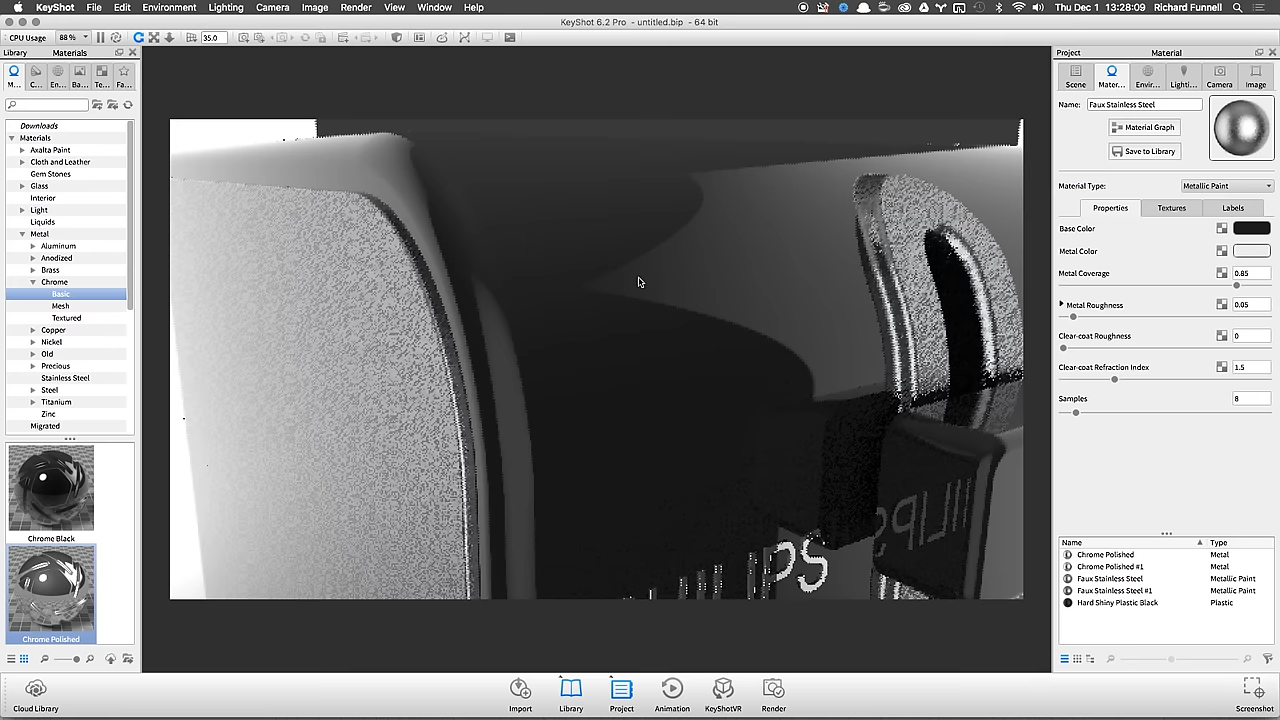 KeyShot File Edit Environment Lighting Camera Image Render View Window Help
Thu Dec 1 13:28:09 Richard Funnell
KeyShot 6.2 Pro - untitled.bip - 64 bit
CPU Usage 88 % 35.0
Library Materials
M... C... En... Ba... Te... Fa...
Downloads
Materials
Axalta Paint
Cloth and Leather
Gem Stones
Glass
Interior
Light
Liquids
Metal
Aluminum
Anodized
Brass
Chrome
Basic
Mesh
Textured
Copper
Nickel
Old
Precious
Stainless Steel
Steel
Titanium
Zinc
Migrated
Chrome Black
Chrome Polished
Cloud Library
Import Library Project Animation KeyShotVR Render
Screenshot
Project Material
Scene Mater... Envir... Lighti... Camera Image
Name: Faux Stainless Steel
Material Graph
Save to Library
Material Type: Metallic Paint
Properties Textures Labels
Base Color
Metal Color
Metal Coverage 0.85
Metal Roughness 0.05
Clear-coat Roughness 0
Clear-coat Refraction Index 1.5
Samples 8
Name Type
Chrome Polished Metal
Chrome Polished #1 Metal
Faux Stainless Steel Metallic Paint
Faux Stainless Steel #1 Metallic Paint
Hard Shiny Plastic Black Plastic